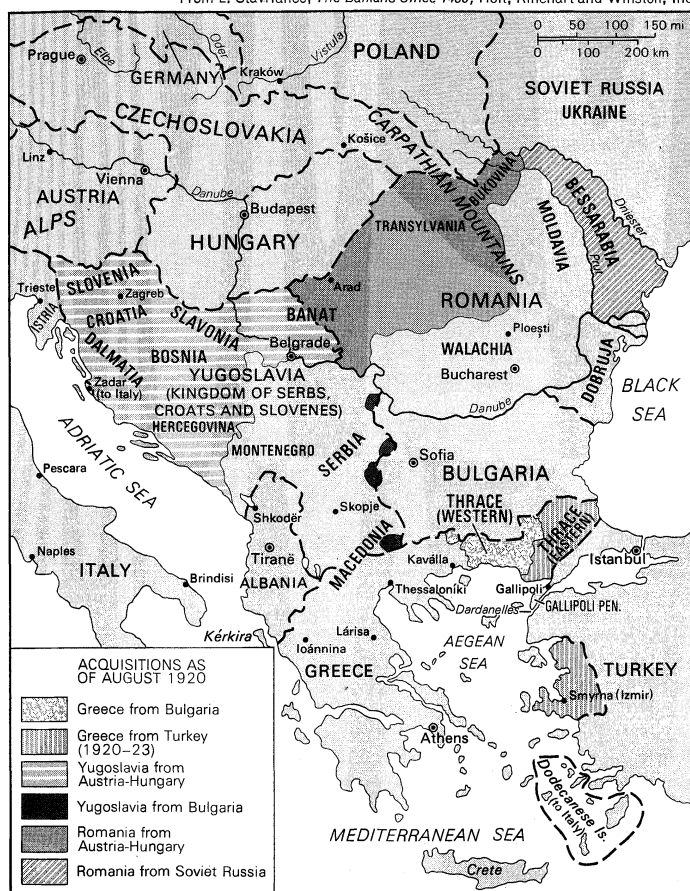 From L. Stavrianos, The Balkans Since 1453, Holt, Rinehart and Winston, Inc
0 50 100 150 mi
0 100 200 km
POLAND
SOVIET RUSSIA
UKRAINE
Prague
Elbe
Oder
Vistula
GERMANY
Kraków
CZECHOSLOVAKIA
Košice
CARPATHIAN MOUNTAINS
Linz
Vienna
Danube
AUSTRIA
ALPS
Budapest
HUNGARY
BUKOVINA
TRANSYLVANIA
MOLDAVIA
BESSARABIA
Dniester
Prut
Trieste
ISTRIA
SLOVENIA
Zagreb
CROATIA
SLAVONIA
DALMATIA
BOSNIA
Arad
BANAT
ROMANIA
Ploești
WALACHIA
Bucharest
DOBRUJA
BLACK
SEA
Danube
Belgrade
Zadar
(to Italy)
YUGOSLAVIA
(KINGDOM OF SERBS,
CROATS AND SLOVENES)
HERCEGOVINA
MONTENEGRO
SERBIA
Sofia
BULGARIA
ADRIATIC SEA
Pescara
Shkodër
Skopje
MACEDONIA
THRACE
(WESTERN)
THRACE
(EASTERN)
Istanbul
Naples
ITALY
Brindisi
Tiranë
ALBANIA
Kaválla
Thessaloníki
Gallipoli
Dardanelles
GALLIPOLI PEN.
Kérkira
Ioánnina
Lárisa
GREECE
AEGEAN
SEA
TURKEY
Smyrna (Izmir)
Athens
Dodecanese Is.
(to Italy)
MEDITERRANEAN SEA
Crete
ACQUISITIONS AS
OF AUGUST 1920
Greece from Bulgaria
Greece from Turkey
(1920–23)
Yugoslavia from
Austria-Hungary
Yugoslavia from Bulgaria
Romania from
Austria-Hungary
Romania from Soviet Russia